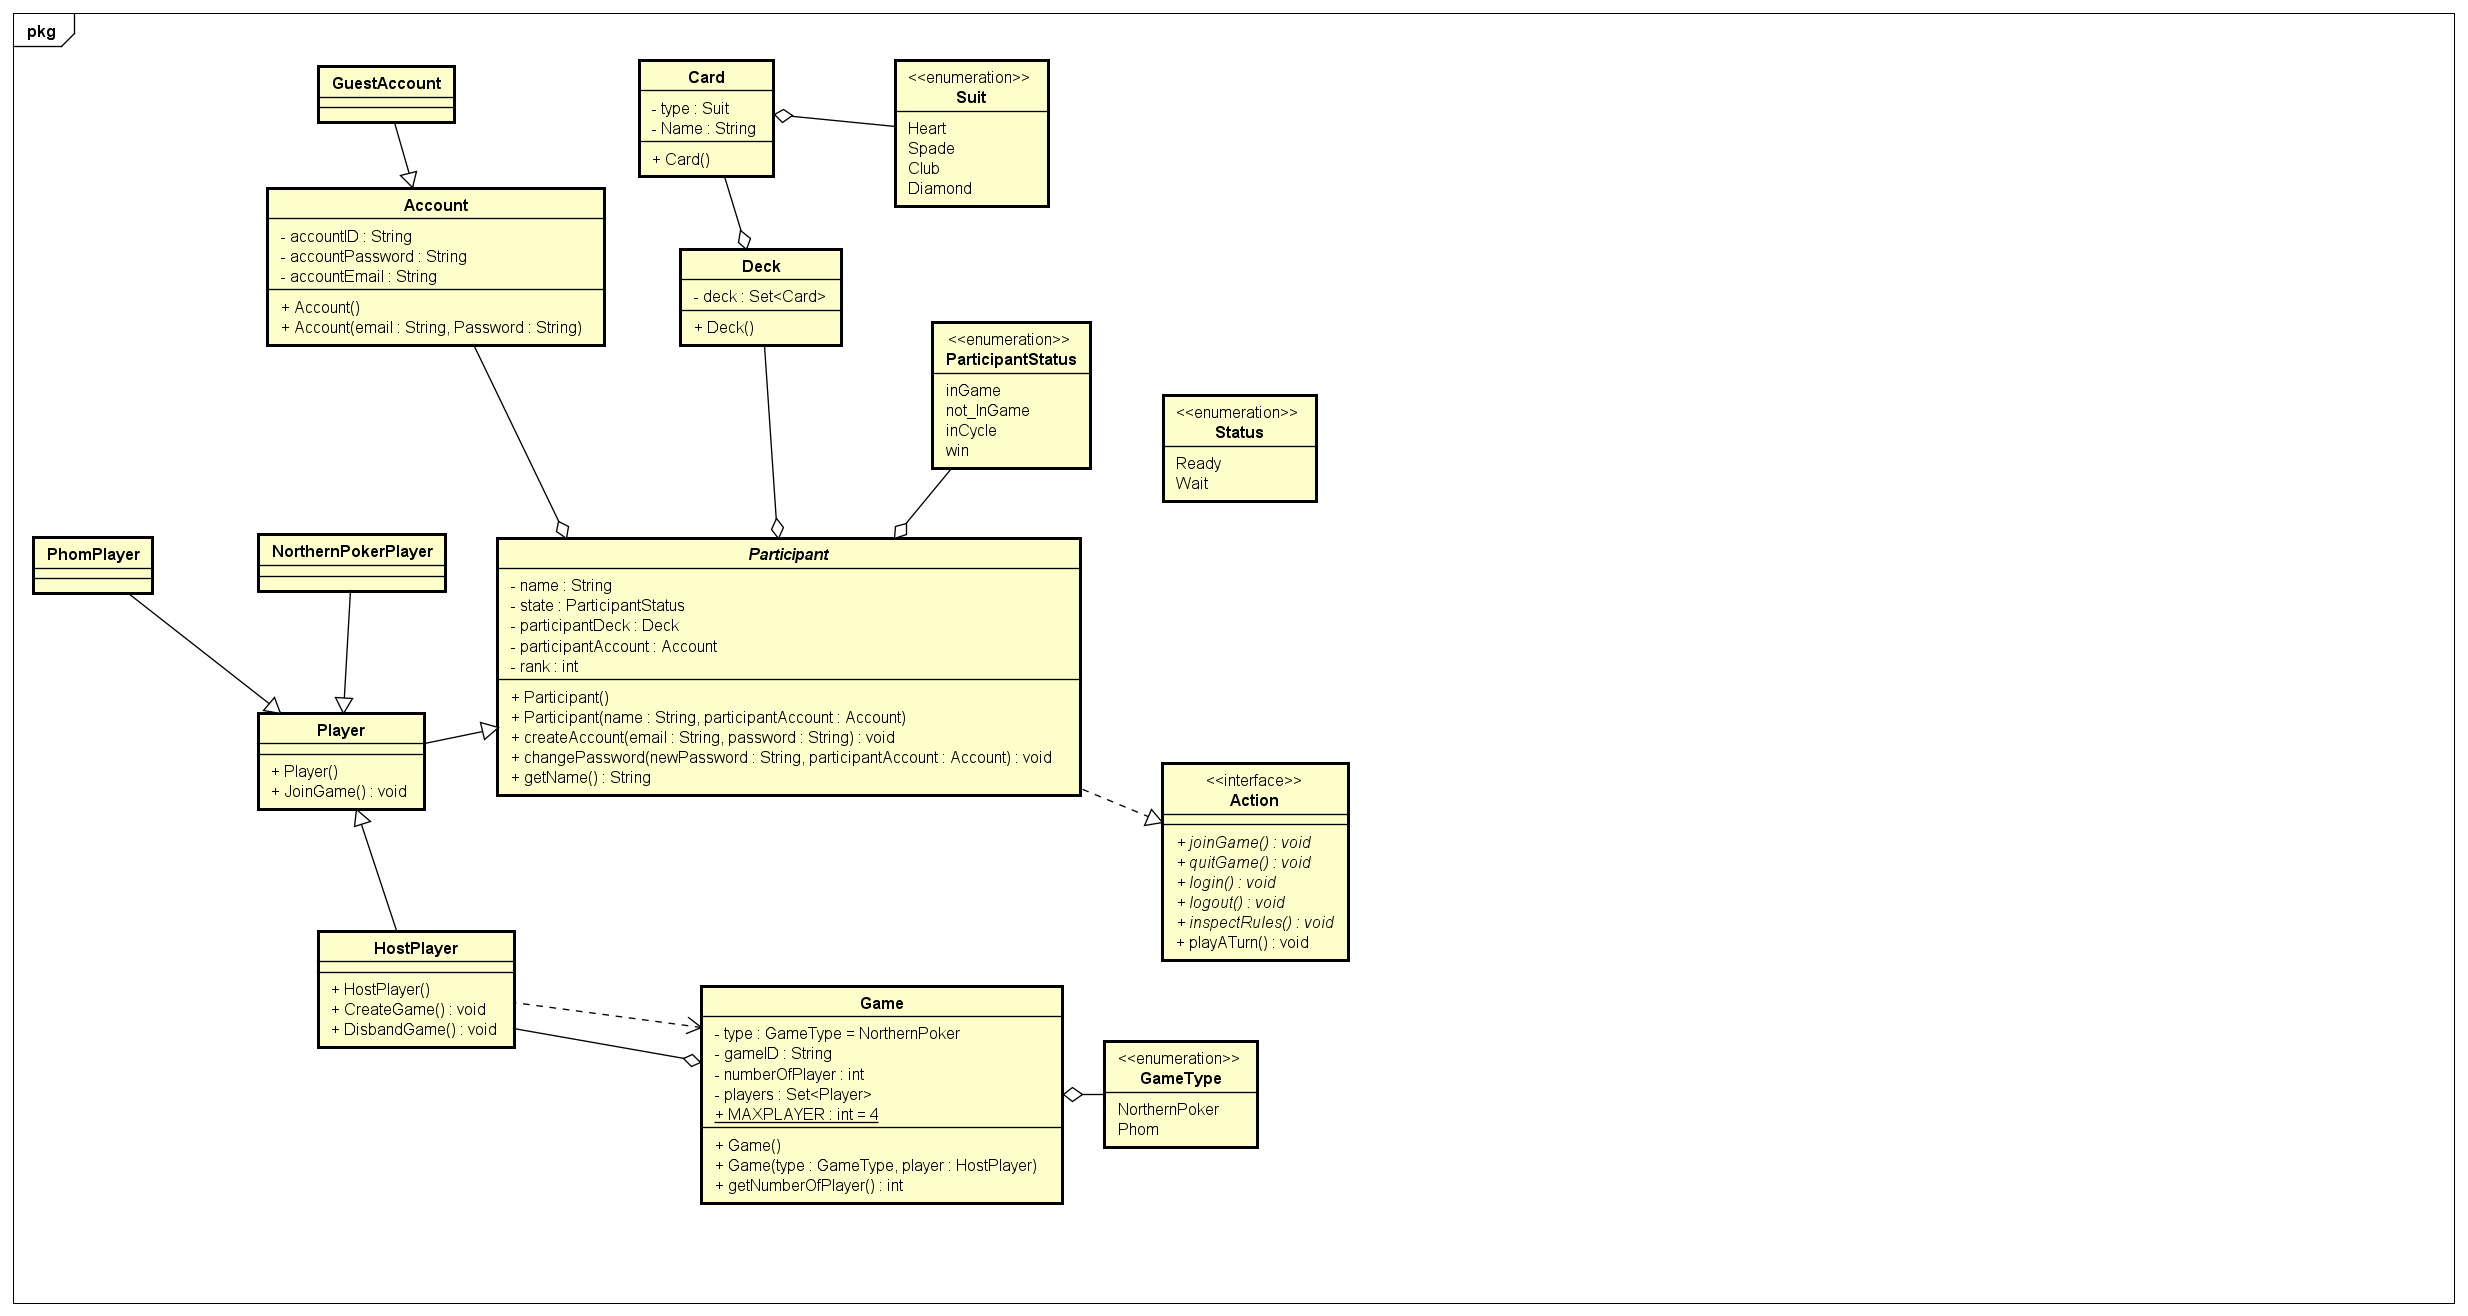 pkg
GuestAccount
Card
- type : Suit
- Name : String
+ Card()
<<enumeration>>
Suit
Heart
Spade
Club
Diamond
Account
- accountID : String
- accountPassword : String
- accountEmail : String
+ Account()
+ Account(email : String, Password : String)
Deck
- deck : Set<Card>
+ Deck()
<<enumeration>>
ParticipantStatus
inGame
not_InGame
inCycle
win
<<enumeration>>
Status
Ready
Wait
PhomPlayer
NorthernPokerPlayer
Participant
- name : String
- state : ParticipantStatus
- participantDeck : Deck
- participantAccount : Account
- rank : int
+ Participant()
+ Participant(name : String, participantAccount : Account)
+ createAccount(email : String, password : String) : void
+ changePassword(newPassword : String, participantAccount : Account) : void
+ getName() : String
Player
+ Player()
+ JoinGame() : void
<<interface>>
Action
+ joinGame() : void
+ quitGame() : void
+ login() : void
+ logout() : void
+ inspectRules() : void
+ playATurn() : void
HostPlayer
+ HostPlayer()
+ CreateGame() : void
+ DisbandGame() : void
Game
- type : GameType = NorthernPoker
- gameID : String
- numberOfPlayer : int
- players : Set<Player>
+ MAXPLAYER : int = 4
+ Game()
+ Game(type : GameType, player : HostPlayer)
+ getNumberOfPlayer() : int
<<enumeration>>
GameType
NorthernPoker
Phom